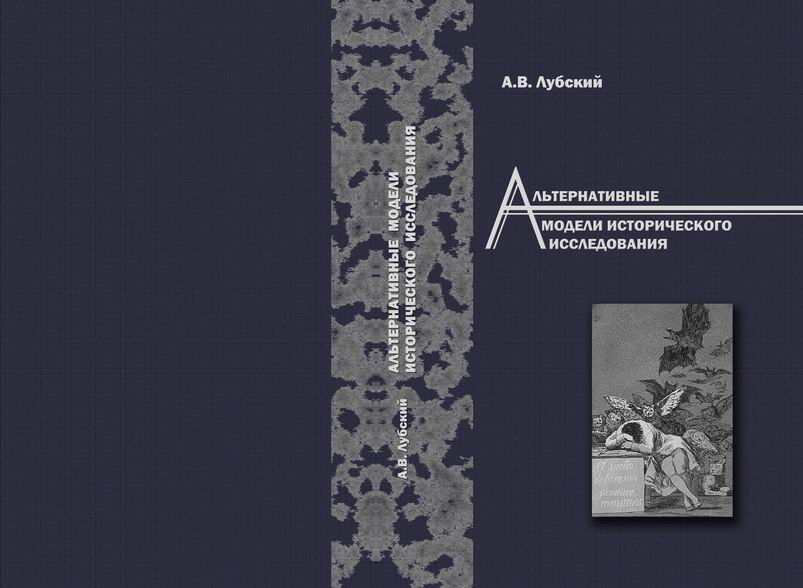 А.В. Лубский
АЛЬТЕРНАТИВНЫЕ
МОДЕЛИ ИСТОРИЧЕСКОГО
ИССЛЕДОВАНИЯ
АЛЬТЕРНАТИВНЫЕ МОДЕЛИ
ИСТОРИЧЕСКОГО ИССЛЕДОВАНИЯ
А.В. Лубский
El sueño
de la razon
produce
monstruos